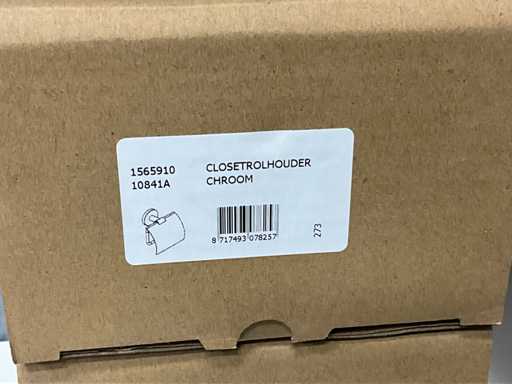 1565910
10841A
CLOSETROLHOUDER
CHROOM
8 717493 078257
273